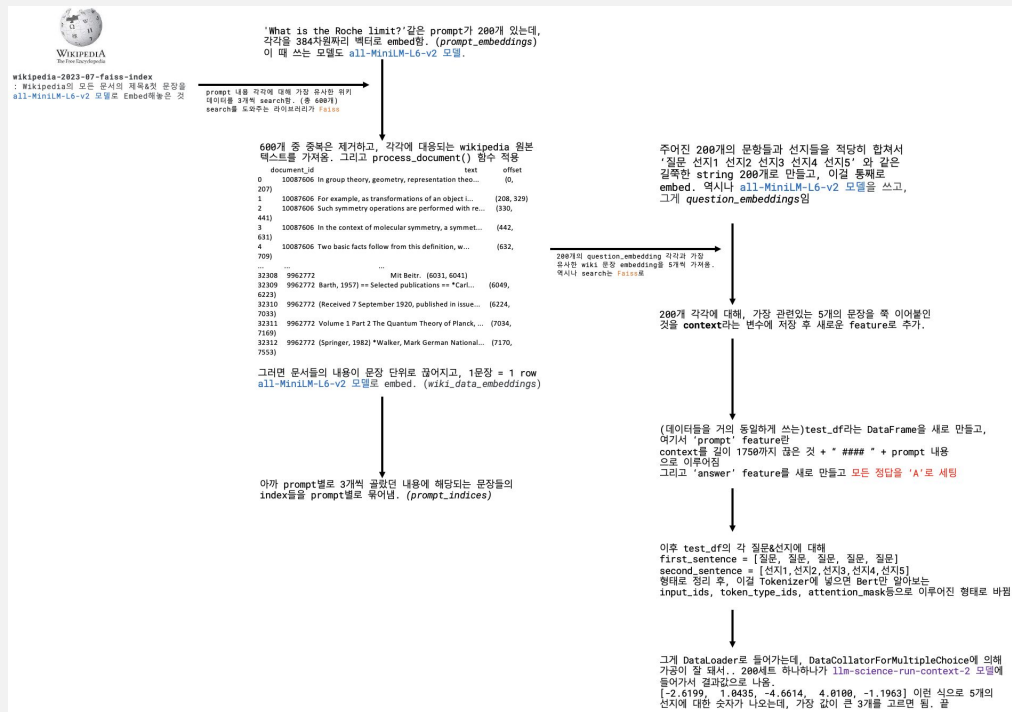 WIKIPEDIA
The Free Encyclopedia
wikipedia-2023-07-faiss-index
: Wikipedia의 모든 문서의 제목&첫 문장을
all-MiniLM-L6-v2 모델로 Embed해놓은 것
'What is the Roche limit?'같은 prompt가 200개 있는데,
각각을 384차원짜리 벡터로 embed함. (prompt_embeddings)
이 때 쓰는 모델도 all-MiniLM-L6-v2 모델.
prompt 내용 각각에 대해 가장 유사한 위키
데이터를 3개씩 search함. (총 600개)
search를 도와주는 라이브러리가 Faiss
600개 중 중복은 제거하고, 각각에 대응되는 wikipedia 원본
텍스트를 가져옴. 그리고 process_document() 함수 적용
document_id text offset
0 10087606 In group theory, geometry, representation theo... (0,
207)
1 10087606 For example, as transformations of an object i... (208, 329)
2 10087606 Such symmetry operations are performed with re... (330,
441)
3 10087606 In the context of molecular symmetry, a symmet... (442,
631)
4 10087606 Two basic facts follow from this definition, w... (632,
709)
... ... ...
32308 9962772 Mit Beitr. (6031, 6041)
32309 9962772 Barth, 1957) == Selected publications == *Carl... (6049,
6223)
32310 9962772 (Received 7 September 1920, published in issue... (6224,
7033)
32311 9962772 Volume 1 Part 2 The Quantum Theory of Planck, ... (7034,
7169)
32312 9962772 (Springer, 1982) *Walker, Mark German National... (7170,
7553)
그러면 문서들의 내용이 문장 단위로 끊어지고, 1문장 = 1 row
all-MiniLM-L6-v2 모델로 embed. (wiki_data_embeddings)
아까 prompt별로 3개씩 골랐던 내용에 해당되는 문장들의
index들을 prompt별로 묶어냄. (prompt_indices)
주어진 200개의 문항들과 선지들을 적당히 합쳐서
'질문 선지1 선지2 선지3 선지4 선지5' 와 같은
길쭉한 string 200개로 만들고, 이걸 통째로
embed. 역시나 all-MiniLM-L6-v2 모델을 쓰고,
그게 question_embeddings임
200개의 question_embedding 각각과 가장
유사한 wiki 문장 embedding을 5개씩 가져옴.
역시나 search는 Faiss로
200개 각각에 대해, 가장 관련있는 5개의 문장을 쭉 이어붙인
것을 context라는 변수에 저장 후 새로운 feature로 추가.
(데이터들을 거의 동일하게 쓰는)test_df라는 DataFrame을 새로 만들고,
여기서 'prompt' feature란
context를 길이 1750까지 끊은 것 + " #### " + prompt 내용
으로 이루어짐
그리고 'answer' feature를 새로 만들고 모든 정답을 'A'로 세팅
이후 test_df의 각 질문&선지에 대해
first_sentence = [질문, 질문, 질문, 질문, 질문]
second_sentence = [선지1,선지2,선지3,선지4,선지5]
형태로 정리 후, 이걸 Tokenizer에 넣으면 Bert만 알아보는
input_ids, token_type_ids, attention_mask등으로 이루어진 형태로 바뀜
그게 DataLoader로 들어가는데, DataCollatorForMultipleChoice에 의해
가공이 잘 돼서.. 200세트 하나하나가 llm-science-run-context-2 모델에
들어가서 결과값으로 나옴.
[-2.6199, 1.0435, -4.6614, 4.0100, -1.1963] 이런 식으로 5개의
선지에 대한 숫자가 나오는데, 가장 값이 큰 3개를 고르면 됨. 끝